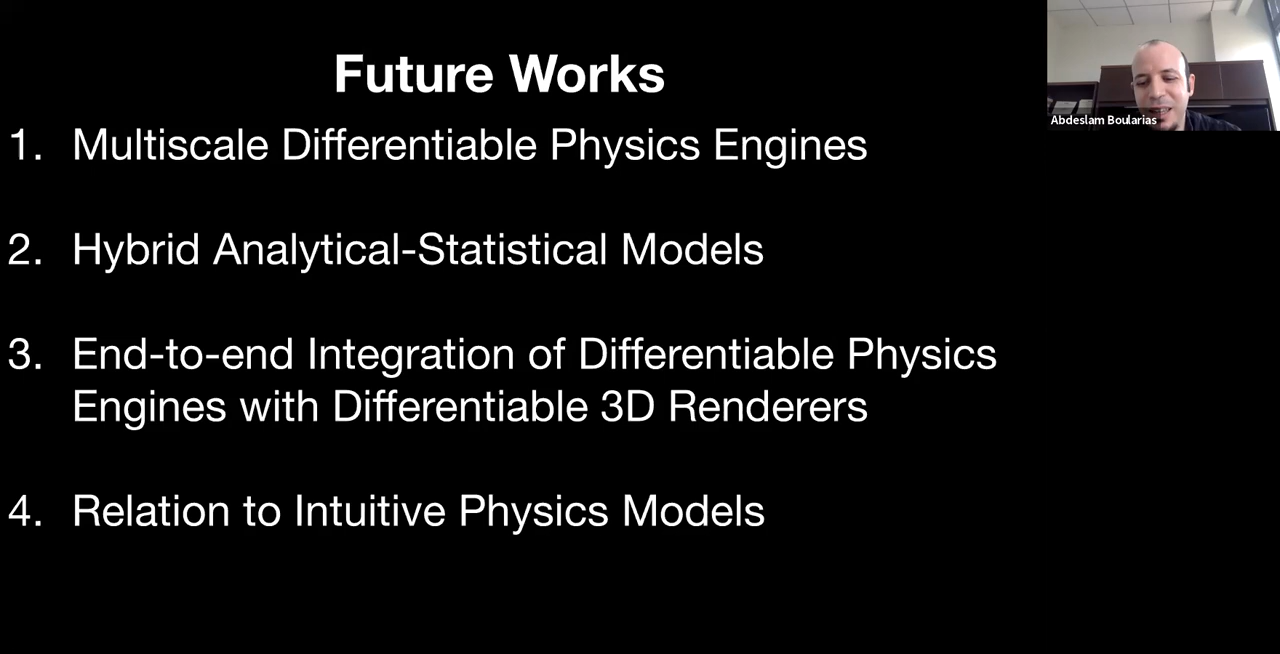 Future Works
1. Multiscale Differentiable Physics Engines
2. Hybrid Analytical-Statistical Models
3. End-to-end Integration of Differentiable Physics
Engines with Differentiable 3D Renderers
4. Relation to Intuitive Physics Models
Abdeslam Boularias